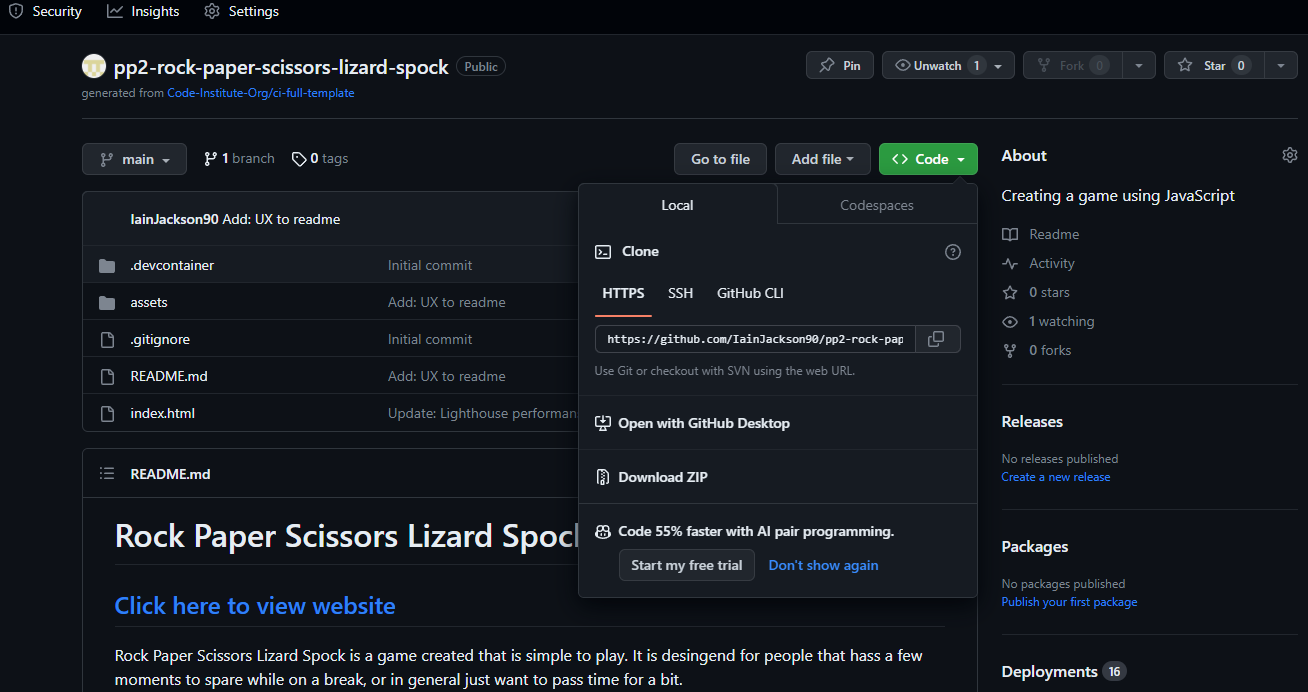 Security Insights Settings
pp2-rock-paper-scissors-lizard-spock Public
Pin Unwatch 1 Fork 0 Star 0
generated from Code-Institute-Org/ci-full-template
main 1 branch 0 tags Go to file Add file <> Code
About
Creating a game using JavaScript
Readme
Activity
0 stars
1 watching
0 forks
Releases
No releases published
Create a new release
Packages
No packages published
Publish your first package
Deployments 16
Local Codespaces
Clone
HTTPS SSH GitHub CLI
https://github.com/IainJackson90/pp2-rock-pap
Use Git or checkout with SVN using the web URL.
Open with GitHub Desktop
Download ZIP
Code 55% faster with AI pair programming.
Start my free trial Don't show again
IainJackson90 Add: UX to readme
.devcontainer Initial commit
assets Add: UX to readme
.gitignore Initial commit
README.md Add: UX to readme
index.html Update: Lighthouse performan
README.md
Rock Paper Scissors Lizard Spoc
Click here to view website
Rock Paper Scissors Lizard Spock is a game created that is simple to play. It is desingend for people that hass a few
moments to spare while on a break, or in general just want to pass time for a bit.